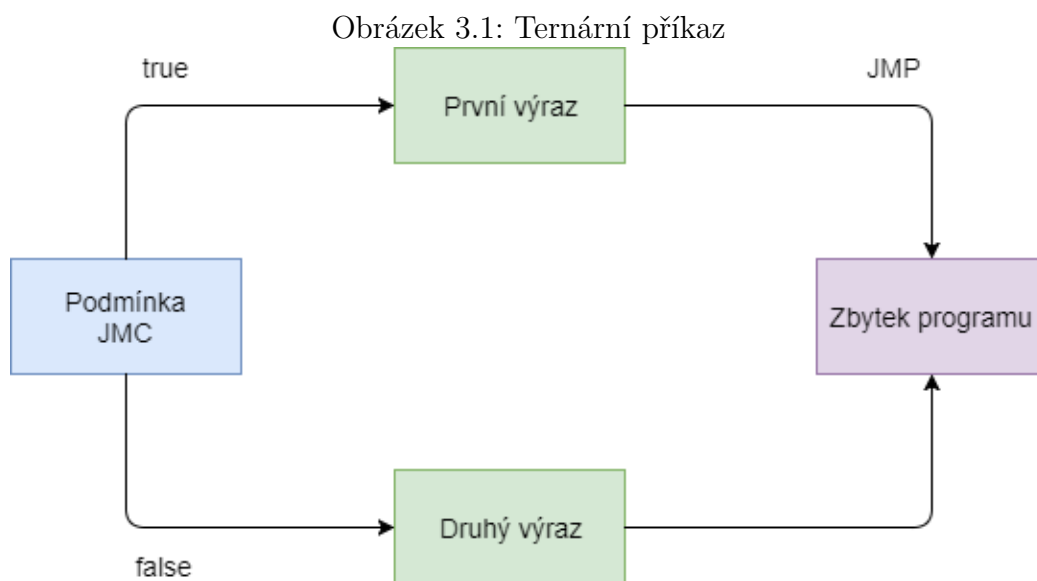 Obrázek 3.1: Ternární příkaz
true
JMP
První výraz
Podmínka
JMC
Zbytek programu
Druhý výraz
false